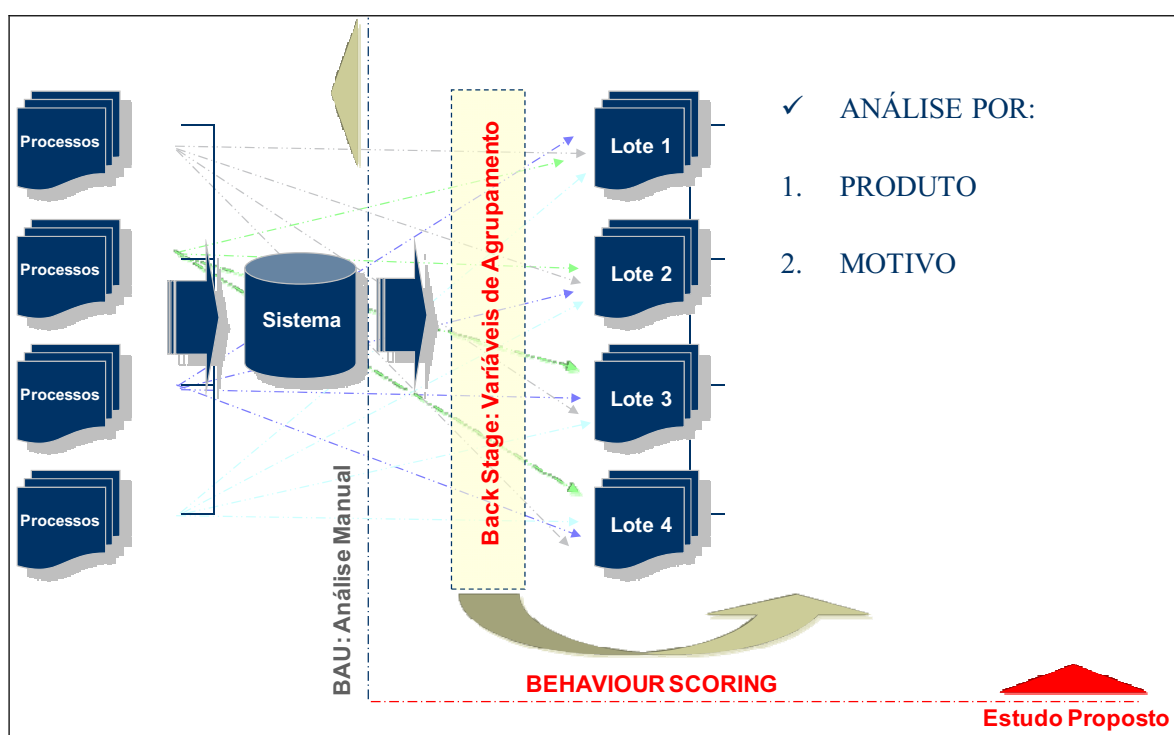 Processos
Processos
Processos
Processos
Sistema
BAU: Análise Manual
Back Stage: Variáveis de Agrupamento
Lote 1
Lote 2
Lote 3
Lote 4
✓ ANÁLISE POR:
1. PRODUTO
2. MOTIVO
BEHAVIOUR SCORING
Estudo Proposto